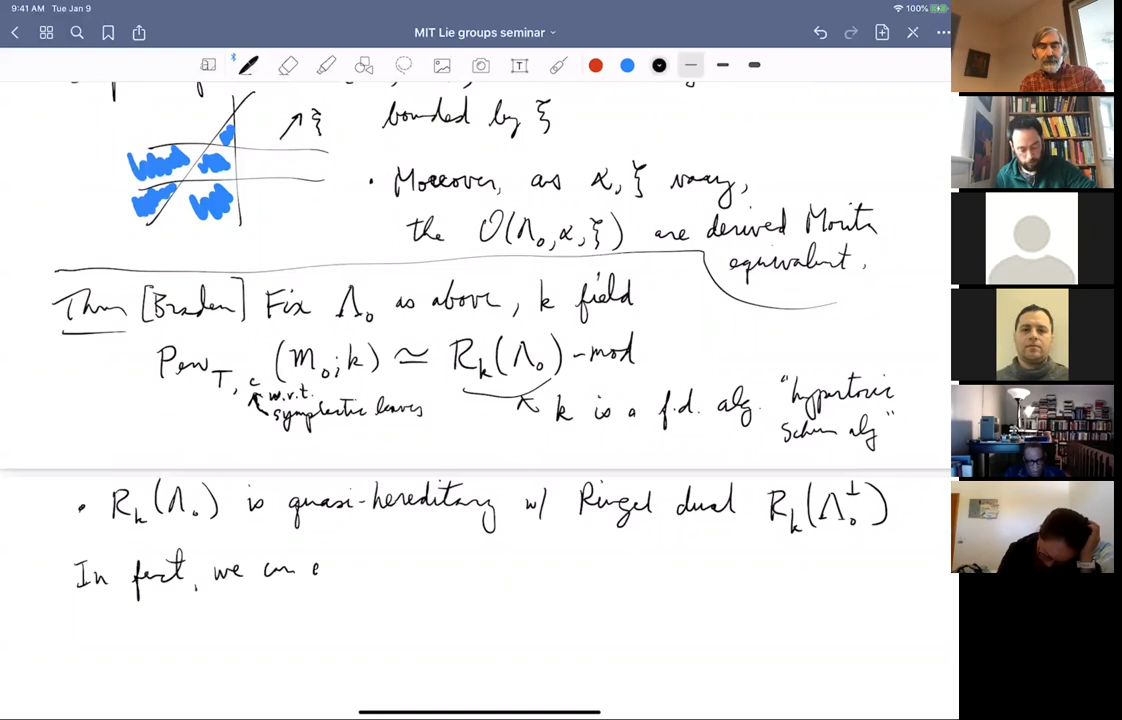 9:41 AM Tue Jan 9
100%
MIT Lie groups seminar
bounded by ξ
↗ ξ
• Moreover, as α, ξ vary,
the O(Λ₀, α, ξ) are derived Morita
equivalent.
Thm [Braden] Fix Λ₀ as above, k field
Perv_{T,c} (M₀; k) ≃ R_k(Λ₀)-mod
w.r.t.
symplectic leaves
k is a f.d. alg. "hypertoric
Schur alg"
• R_k(Λ₀) is quasi-hereditary w/ Ringel dual R_k(Λ₀^⊥)
In fact, we can e